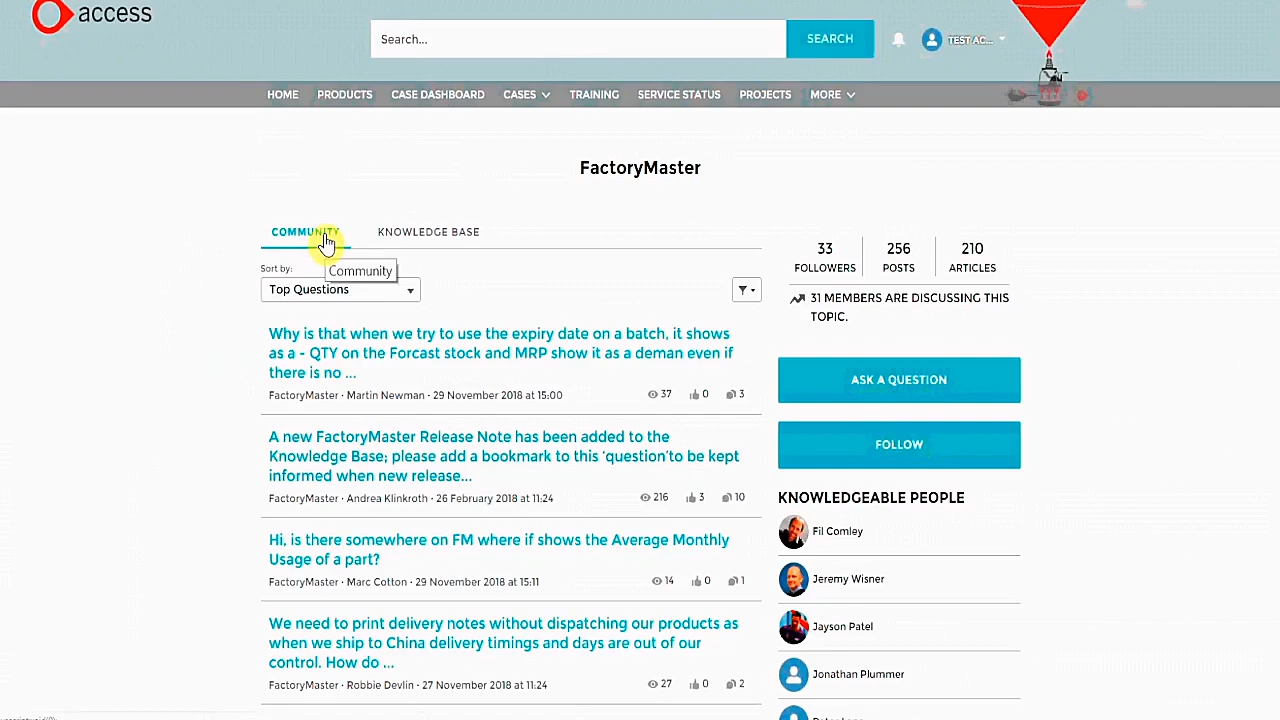 access
Search...
SEARCH
TEST AC...
HOME
PRODUCTS
CASE DASHBOARD
CASES
TRAINING
SERVICE STATUS
PROJECTS
MORE
FactoryMaster
COMMUNITY
KNOWLEDGE BASE
Community
Sort by:
Top Questions
Why is that when we try to use the expiry date on a batch, it shows
as a - QTY on the Forcast stock and MRP show it as a deman even if
there is no ...
FactoryMaster · Martin Newman · 29 November 2018 at 15:00
37
0
3
A new FactoryMaster Release Note has been added to the
Knowledge Base; please add a bookmark to this 'question'to be kept
informed when new release...
FactoryMaster · Andrea Klinkroth · 26 February 2018 at 11:24
216
3
10
Hi, is there somewhere on FM where if shows the Average Monthly
Usage of a part?
FactoryMaster · Marc Cotton · 29 November 2018 at 15:11
14
0
1
We need to print delivery notes without dispatching our products as
when we ship to China delivery timings and days are out of our
control. How do ...
FactoryMaster · Robbie Devlin · 27 November 2018 at 11:24
27
0
2
33
FOLLOWERS
256
POSTS
210
ARTICLES
31 MEMBERS ARE DISCUSSING THIS
TOPIC.
ASK A QUESTION
FOLLOW
KNOWLEDGEABLE PEOPLE
Fil Comley
Jeremy Wisner
Jayson Patel
Jonathan Plummer